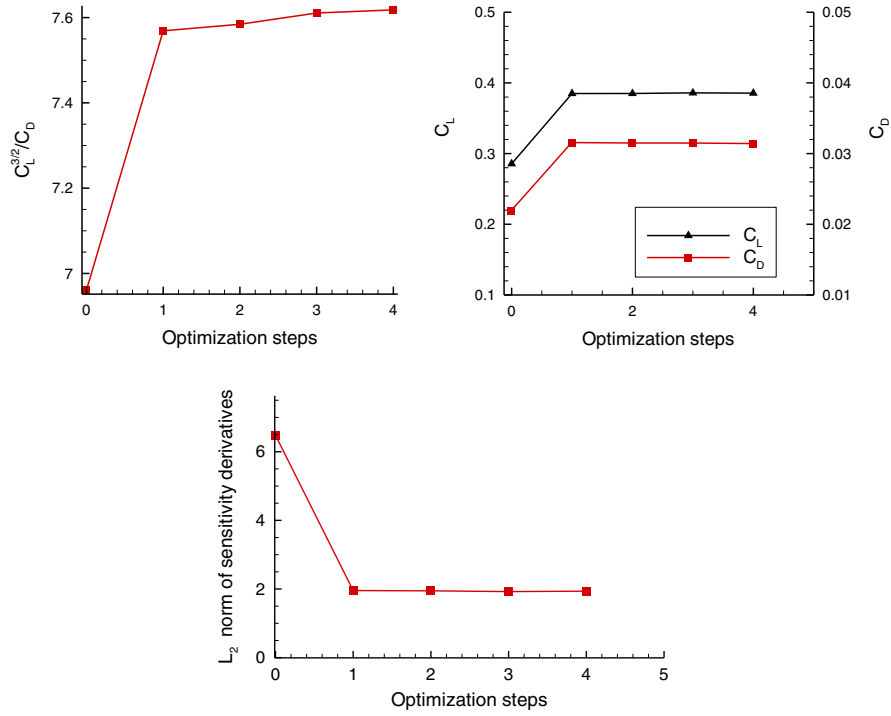 7.6
7.4
7.2
7
C_L^3/2/C_D
0 1 2 3 4
Optimization steps
0.5
0.4
0.3
0.2
0.1
C_L
0.05
0.04
0.03
0.02
0.01
C_D
C_L
C_D
0 2 4
Optimization steps
6
4
2
0
L_2 norm of sensitivity derivatives
0 1 2 3 4 5
Optimization steps